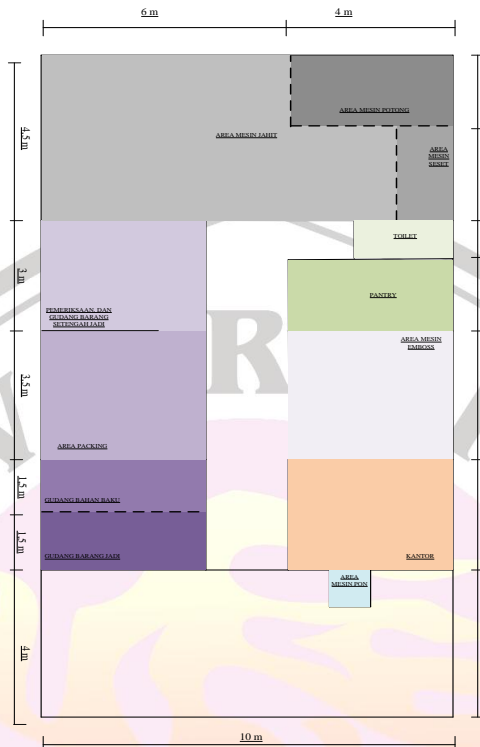 6 m
4 m
AREA MESIN POTONG
AREA MESIN JAHIT
AREA
MESIN
SESET
4,5 m
TOILET
PANTRY
3 m
PEMERIKSAAN, DAN
GUDANG BARANG
SETENGAH JADI
AREA MESIN
EMBOSS
3,5 m
AREA PACKING
1,5 m
GUDANG BAHAN BAKU
1,5 m
GUDANG BARANG JADI
KANTOR
AREA
MESIN PON
4 m
10 m